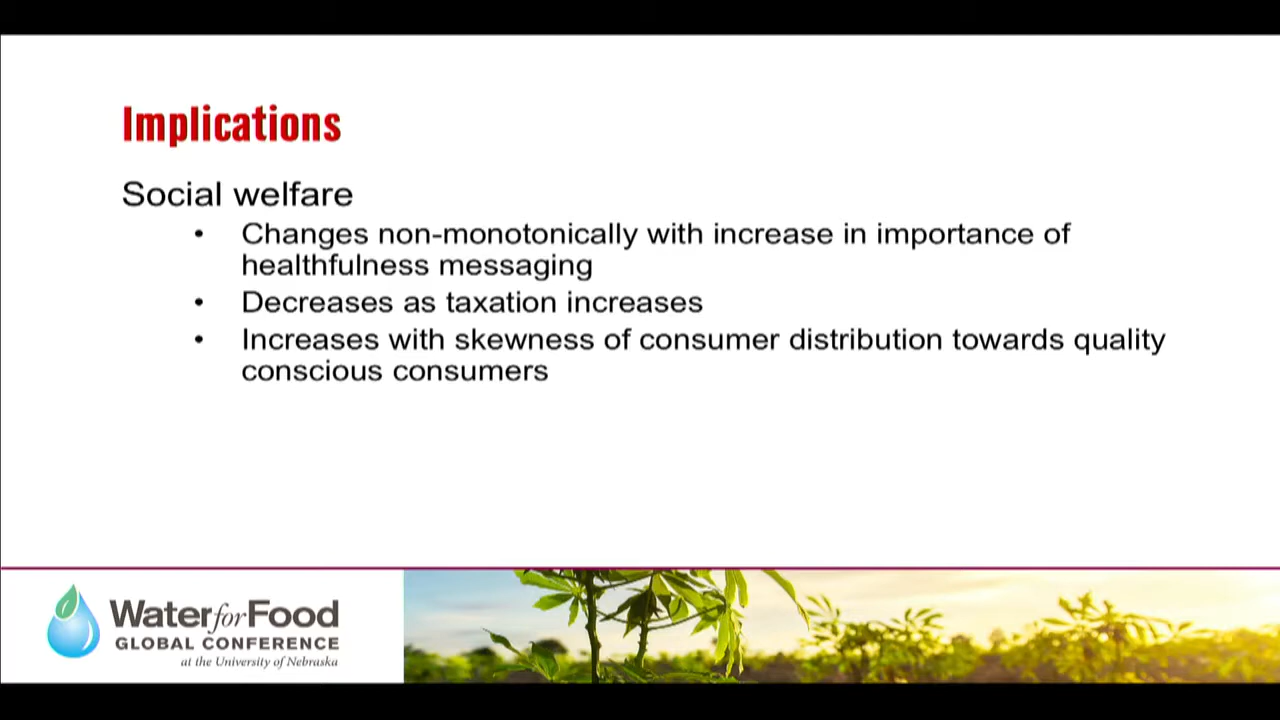 Implications
Social welfare
• Changes non-monotonically with increase in importance of
healthfulness messaging
• Decreases as taxation increases
• Increases with skewness of consumer distribution towards quality
conscious consumers
Water for Food
GLOBAL CONFERENCE
at the University of Nebraska